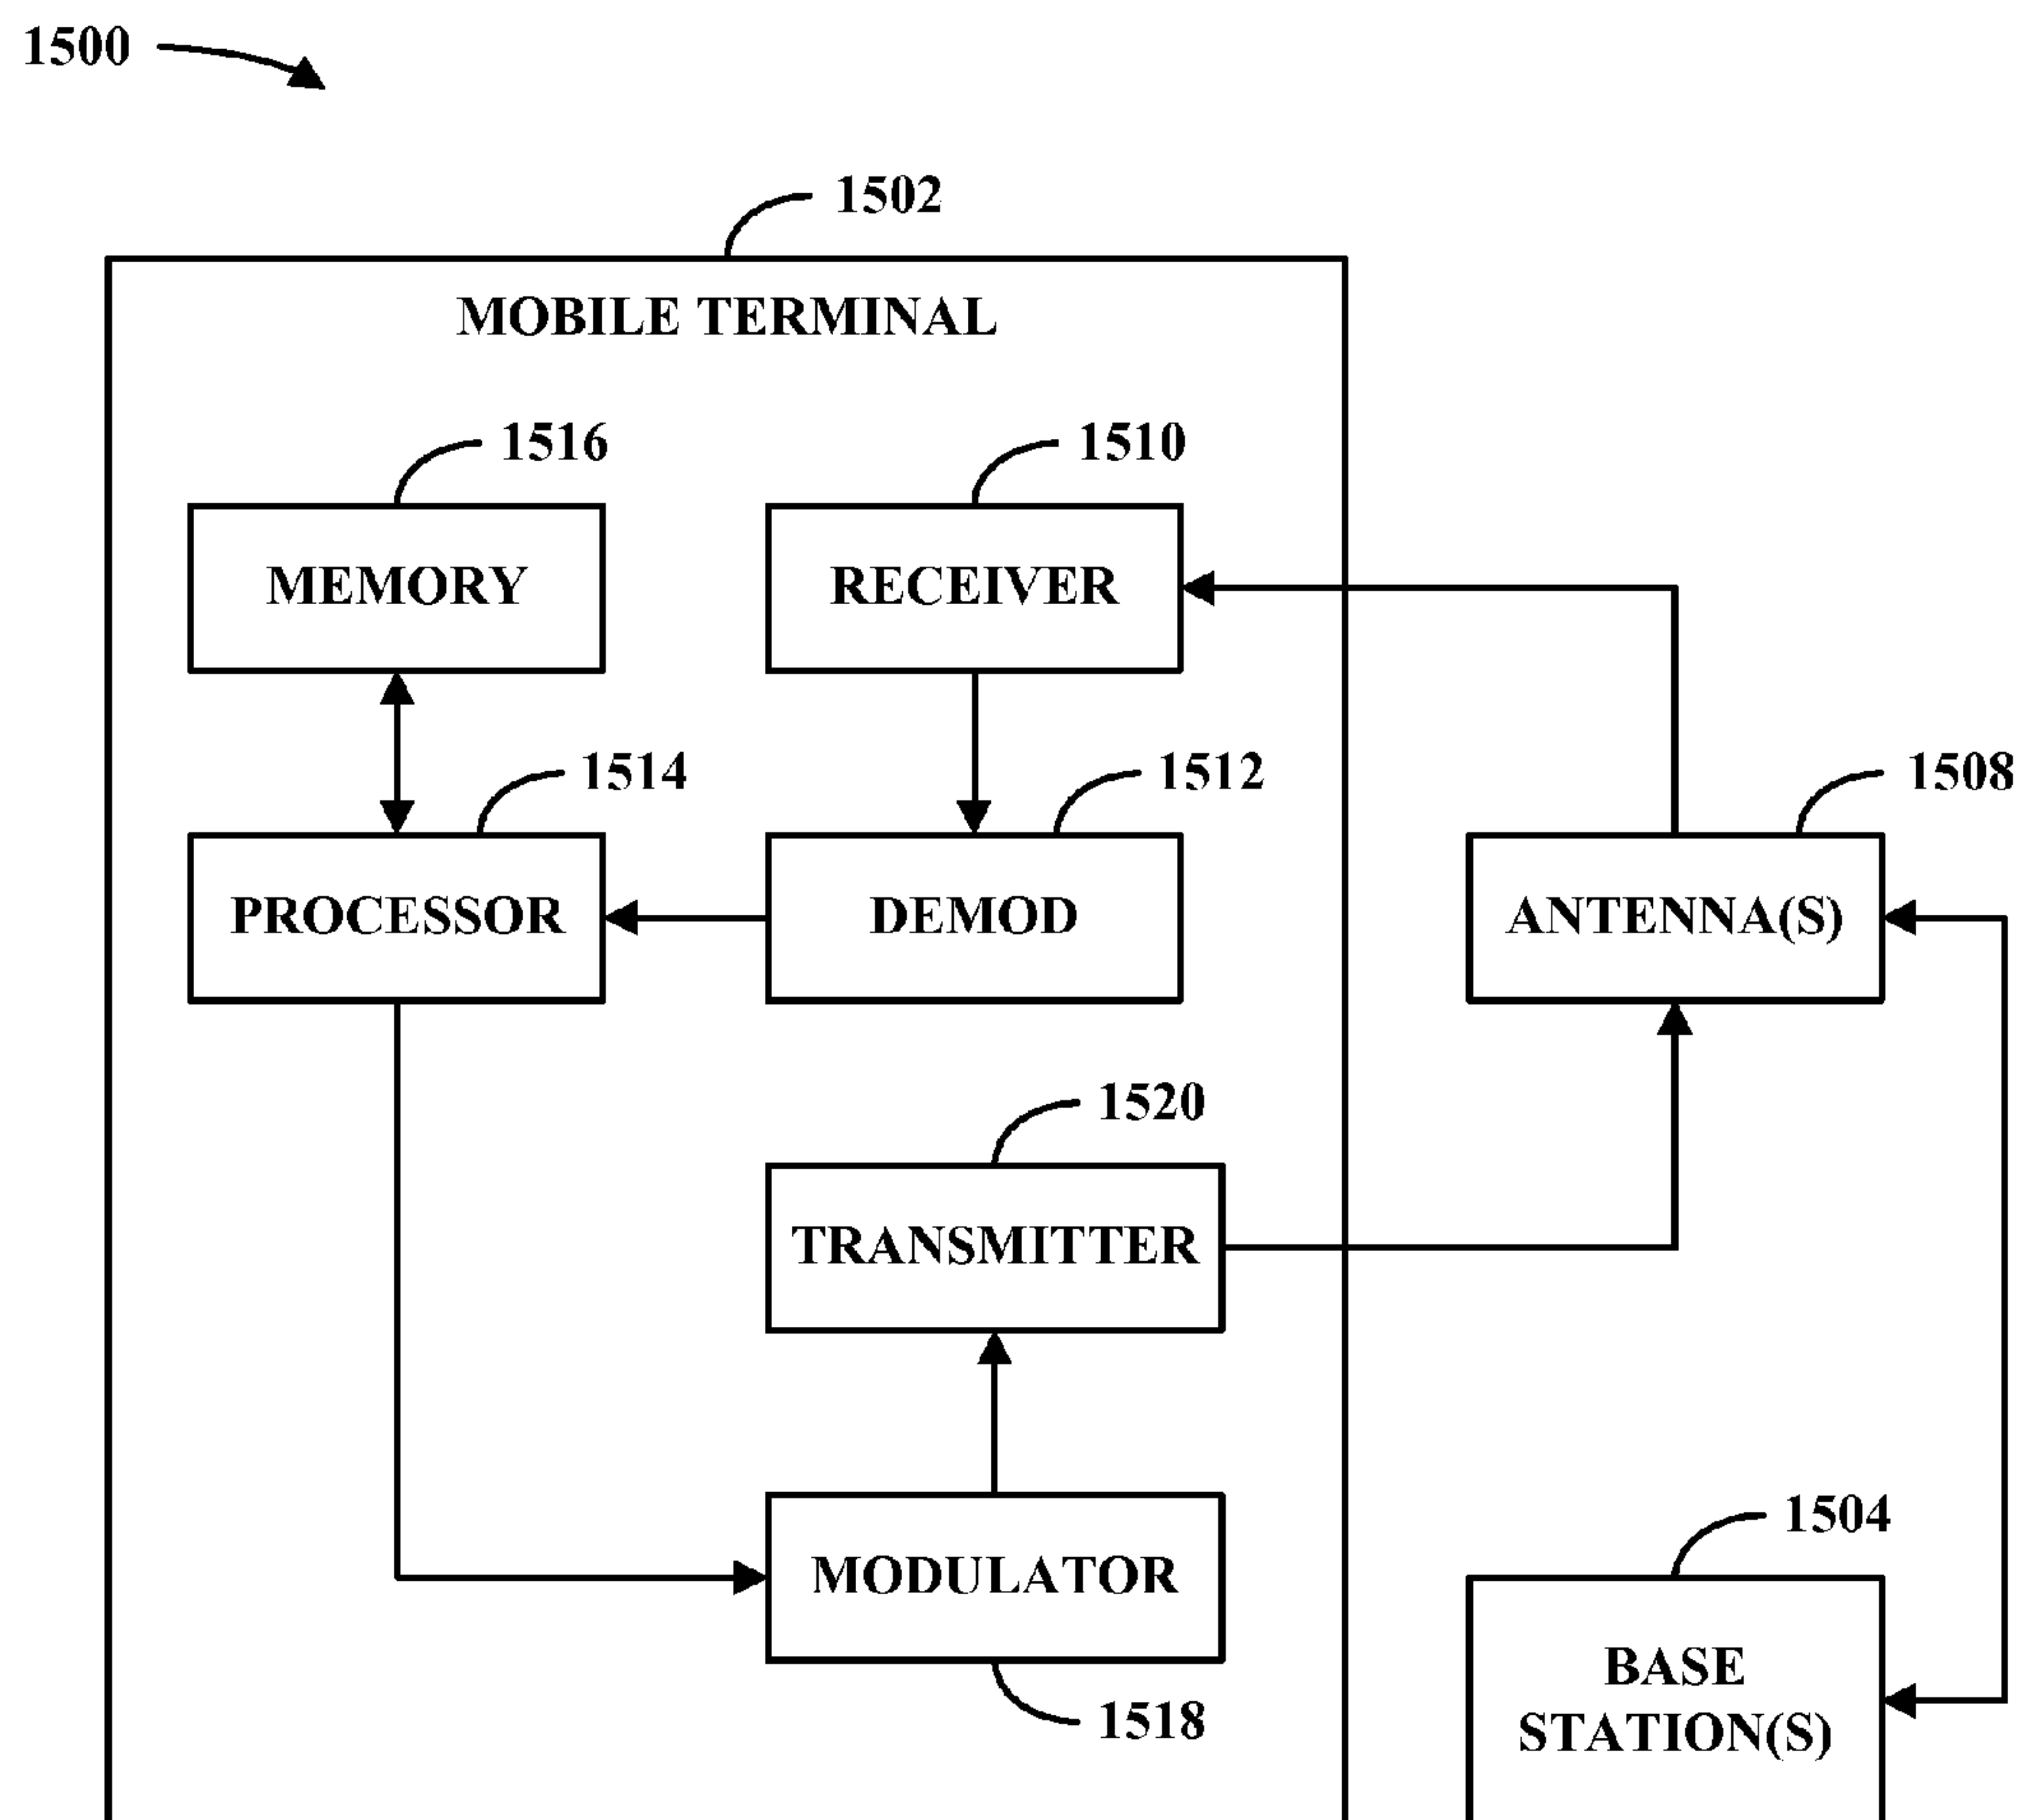 1500
1502
MOBILE TERMINAL
1516
1510
MEMORY
RECEIVER
1514
1512
1508
PROCESSOR
DEMOD
ANTENNA(S)
1520
TRANSMITTER
1504
MODULATOR
BASE
STATION(S)
1518